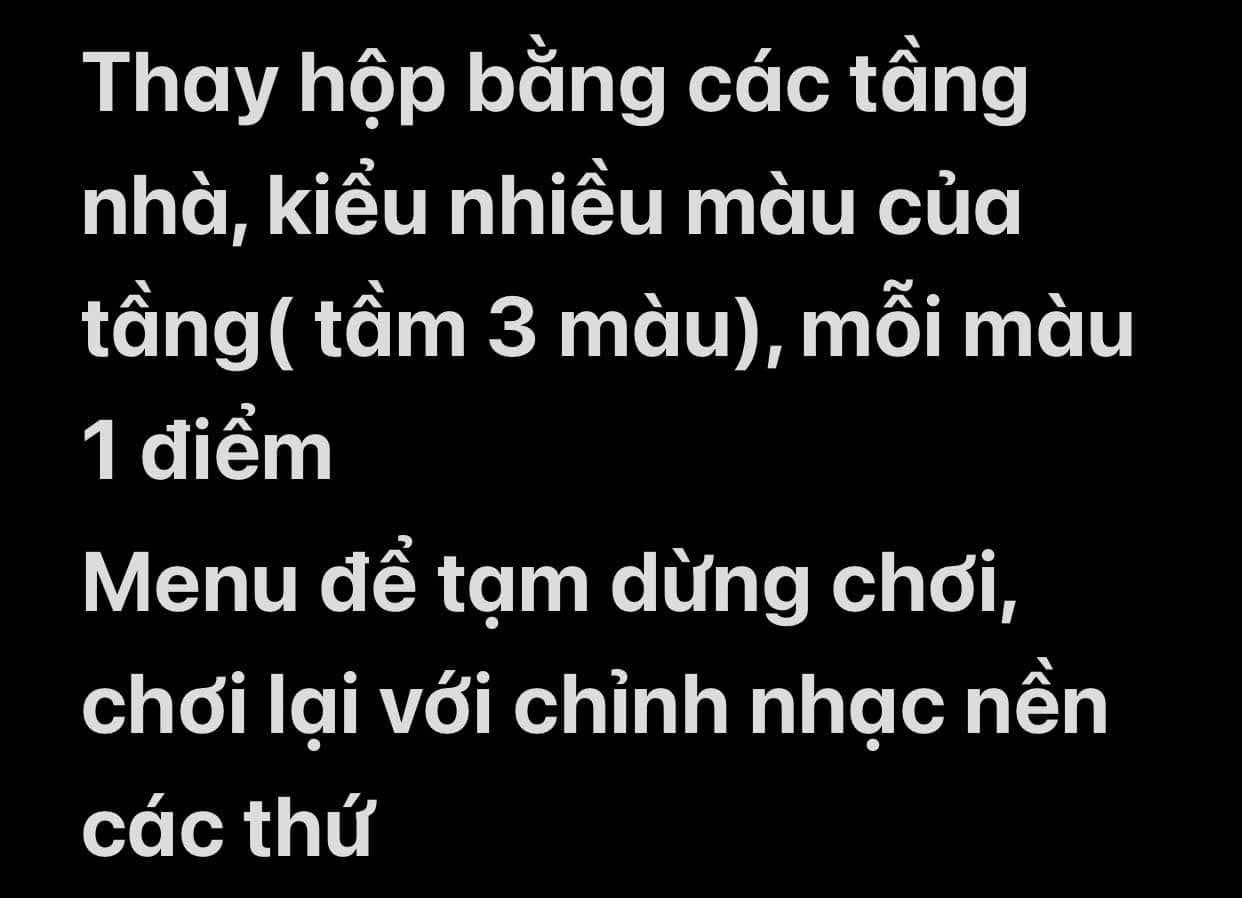 Thay hộp bằng các tầng
nhà, kiểu nhiều màu của
tầng( tầm 3 màu), mỗi màu
1 điểm
Menu để tạm dừng chơi,
chơi lại với chỉnh nhạc nền
các thứ